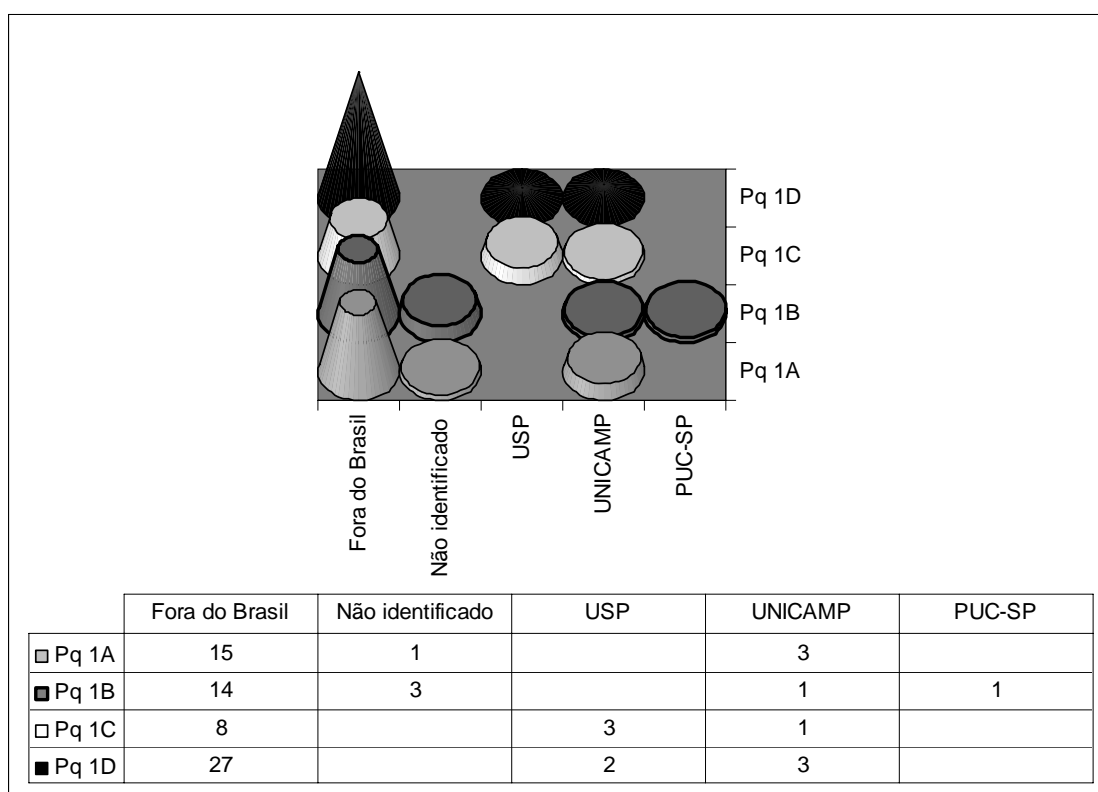 Pq 1D
Pq 1C
Pq 1B
Pq 1A
Fora do Brasil
Não identificado
USP
UNICAMP
PUC-SP
Fora do Brasil Não identificado USP UNICAMP PUC-SP
Pq 1A 15 1 3
Pq 1B 14 3 1 1
Pq 1C 8 3 1
Pq 1D 27 2 3